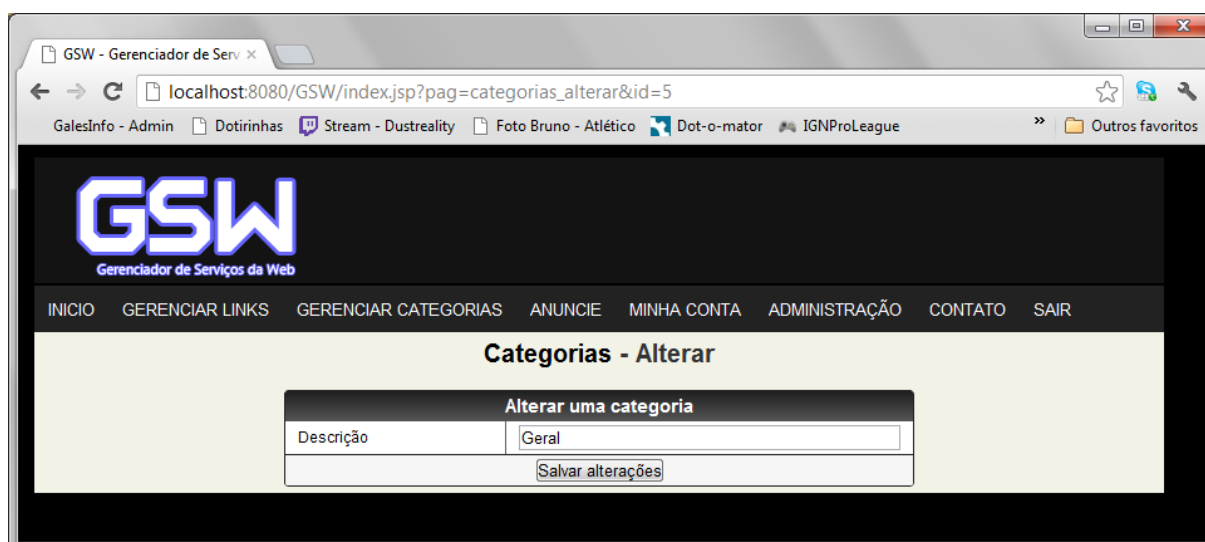 GSW - Gerenciador de Serv
localhost:8080/GSW/index.jsp?pag=categorias_alterar&id=5
GalesInfo - Admin Dotirinhas Stream - Dustreality Foto Bruno - Atlético Dot-o-mator IGNProLeague » Outros favoritos
GSW
Gerenciador de Serviços da Web
INICIO GERENCIAR LINKS GERENCIAR CATEGORIAS ANUNCIE MINHA CONTA ADMINISTRAÇÃO CONTATO SAIR
Categorias - Alterar
Alterar uma categoria
Descrição Geral
Salvar alterações